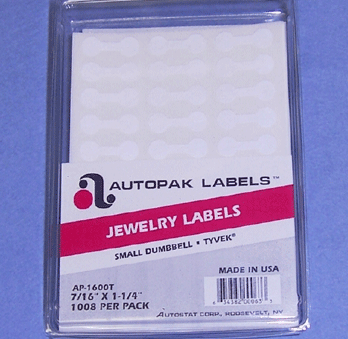 a AUTOPAK LABELS™
JEWELRY LABELS
SMALL DUMBBELL • TYVEK®
MADE IN USA
AP-1600T
7/16" X 1-1/4"
1008 PER PACK
AUTOSTAT CORP., ROOSEVELT, NY